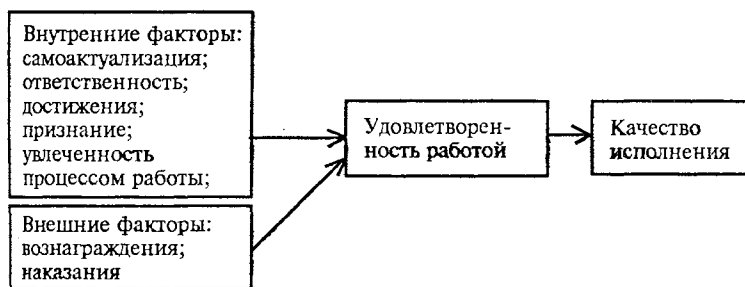 Внутренние факторы:
самоактуализация;
ответственность;
достижения;
признание;
увлеченность
процессом работы;
Внешние факторы:
вознаграждения;
наказания
Удовлетворен-
ность работой
Качество
исполнения